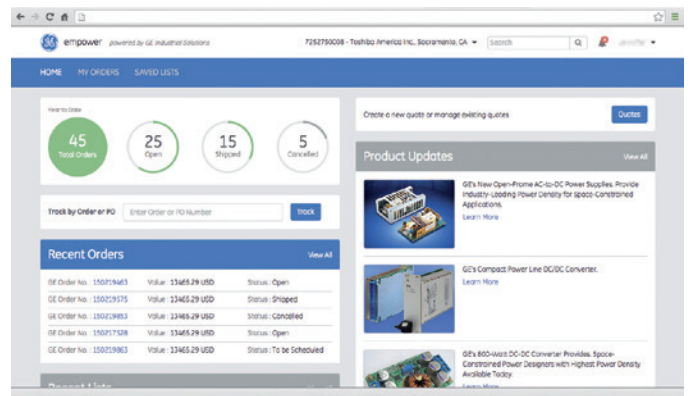 empower powered by GE Industrial Solutions
7252750008 - Toshiba America Inc., Sacramento, CA
Search
HOME MY ORDERS SAVED LISTS
Year to Date
45
Total Orders
25
Open
15
Shipped
5
Cancelled
Track by Order or PO
Enter Order or PO Number
Track
Recent Orders
View All
GE Order No. : 150219463 Value : 13465.29 USD Status : Open
GE Order No. : 150219575 Value : 13465.29 USD Status : Shipped
GE Order No. : 150219853 Value : 13465.29 USD Status : Cancelled
GE Order No. : 150217528 Value : 13465.29 USD Status : Open
GE Order No. : 150219863 Value : 13465.29 USD Status : To be Scheduled
Recent Lists
Create a new quote or manage existing quotes
Quotes
Product Updates
View All
GE's New Open-Frame AC-to-DC Power Supplies. Provide
Industry-Leading Power Density for Space-Constrained
Applications.
Learn More
GE's Compact Power Line DC/DC Converter.
Learn More
GE's 800-Watt DC-DC Converter Provides. Space-
Constrained Power Designers with Highest Power Density
Available Today.
Learn More